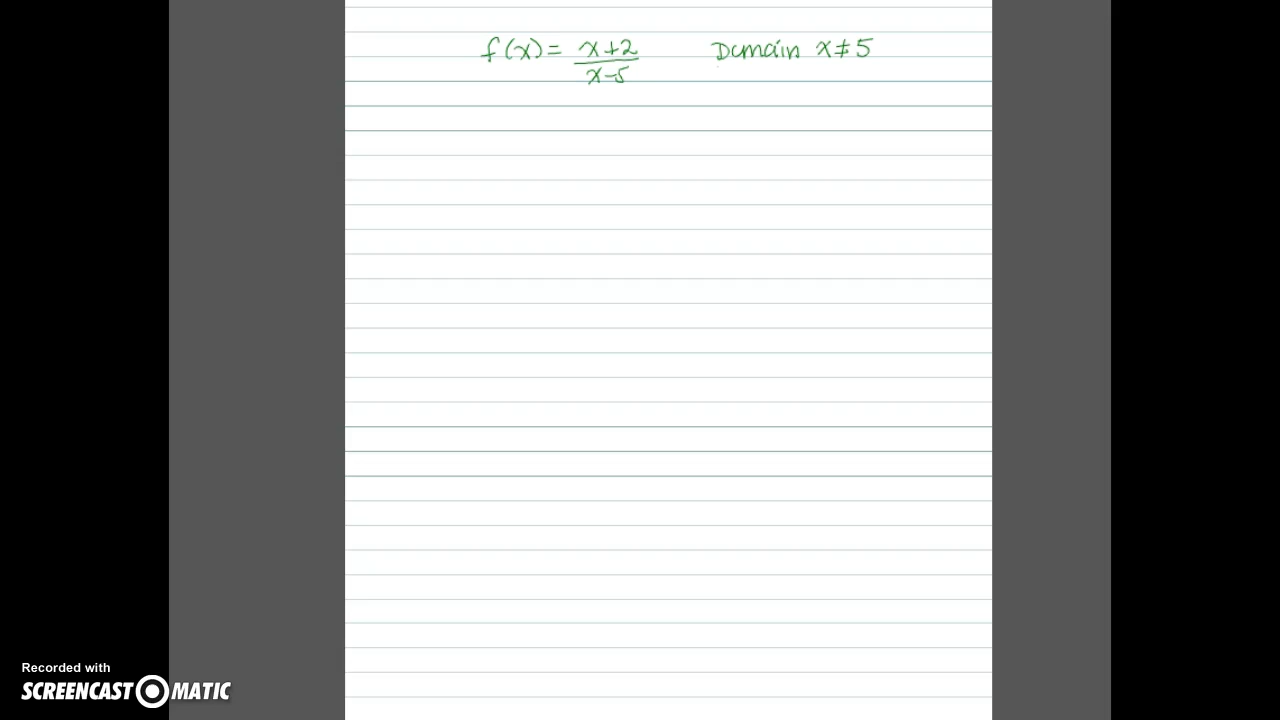 f(x) = x+2 Domain x≠5
x-5
Recorded with
SCREENCAST MATIC